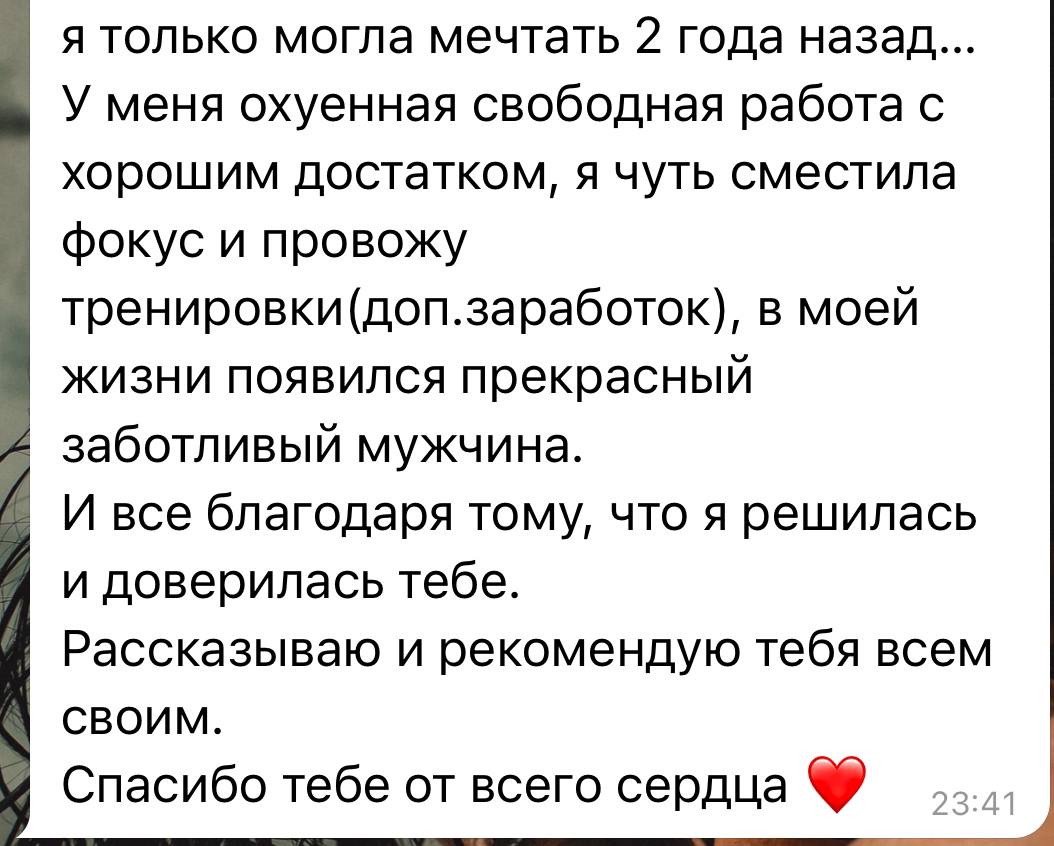 я только могла мечтать 2 года назад...
У меня охуенная свободная работа с
хорошим достатком, я чуть сместила
фокус и провожу
тренировки(доп.заработок), в моей
жизни появился прекрасный
заботливый мужчина.
И все благодаря тому, что я решилась
и доверилась тебе.
Рассказываю и рекомендую тебя всем
своим.
Спасибо тебе от всего сердца ❤️
23:41